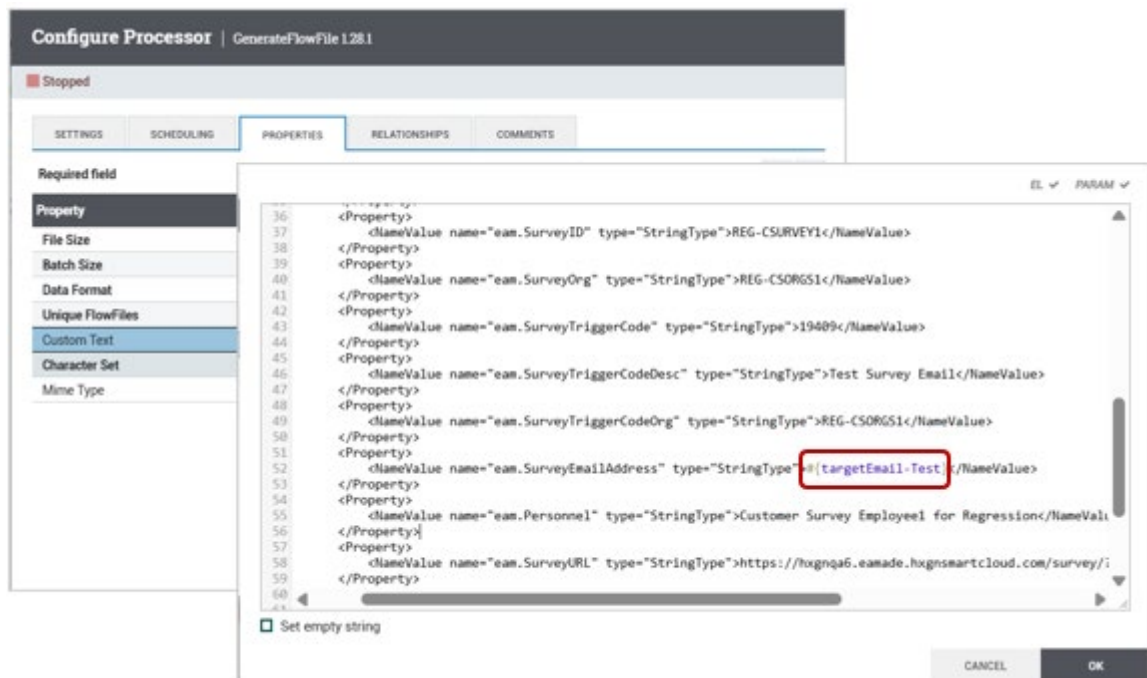 Configure Processor | GenerateFlowFile 1.28.1
Stopped
SETTINGS SCHEDULING PROPERTIES RELATIONSHIPS COMMENTS
Required field
Property
File Size
Batch Size
Data Format
Unique FlowFiles
Custom Text
Character Set
Mime Type
EL ✓ PARAM ✓
36 <Property>
37 <NameValue name="eam.SurveyID" type="StringType">REG-CSURVEY1</NameValue>
38 </Property>
39 <Property>
40 <NameValue name="eam.SurveyOrg" type="StringType">REG-CSORGS1</NameValue>
41 </Property>
42 <Property>
43 <NameValue name="eam.SurveyTriggerCode" type="StringType">19409</NameValue>
44 </Property>
45 <Property>
46 <NameValue name="eam.SurveyTriggerCodeDesc" type="StringType">Test Survey Email</NameValue>
47 </Property>
48 <Property>
49 <NameValue name="eam.SurveyTriggerCodeOrg" type="StringType">REG-CSORGS1</NameValue>
50 </Property>
51 <Property>
52 <NameValue name="eam.SurveyEmailAddress" type="StringType">#{targetEmail-Test}</NameValue>
53 </Property>
54 <Property>
55 <NameValue name="eam.Personnel" type="StringType">Customer Survey Employee1 for Regression</NameValu
56 </Property>
57 <Property>
58 <NameValue name="eam.SurveyURL" type="StringType">https://hxgnqa6.eamade.hxgnsmartcloud.com/survey/
59 </Property>
60
Set empty string
CANCEL OK